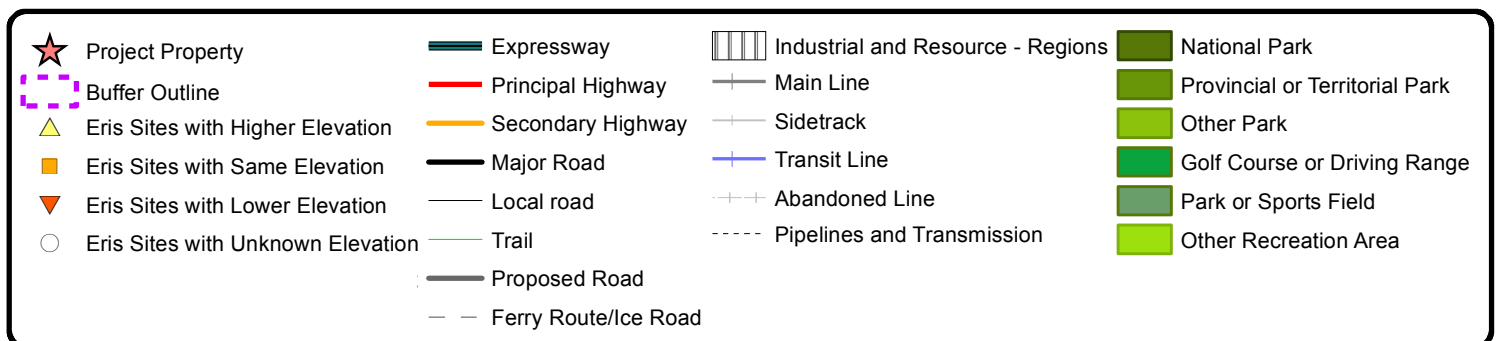 Project Property
Buffer Outline
Eris Sites with Higher Elevation
Eris Sites with Same Elevation
Eris Sites with Lower Elevation
Eris Sites with Unknown Elevation
Expressway
Principal Highway
Secondary Highway
Major Road
Local road
Trail
Proposed Road
Ferry Route/Ice Road
Industrial and Resource - Regions
Main Line
Sidetrack
Transit Line
Abandoned Line
Pipelines and Transmission
National Park
Provincial or Territorial Park
Other Park
Golf Course or Driving Range
Park or Sports Field
Other Recreation Area